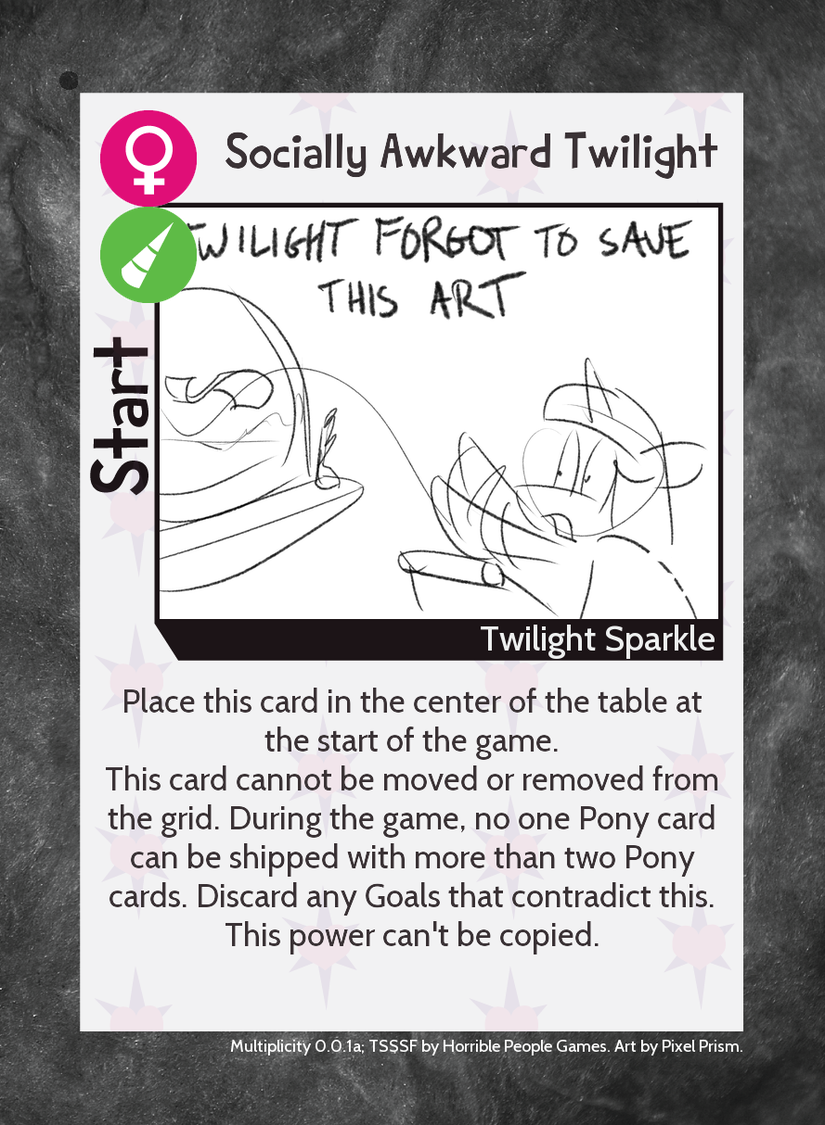 Socially Awkward Twilight
TWILIGHT FORGOT TO SAVE
THIS ART
Start
Twilight Sparkle
Place this card in the center of the table at
the start of the game.
This card cannot be moved or removed from
the grid. During the game, no one Pony card
can be shipped with more than two Pony
cards. Discard any Goals that contradict this.
This power can't be copied.
Multiplicity 0.0.1a; TSSSF by Horrible People Games. Art by Pixel Prism.